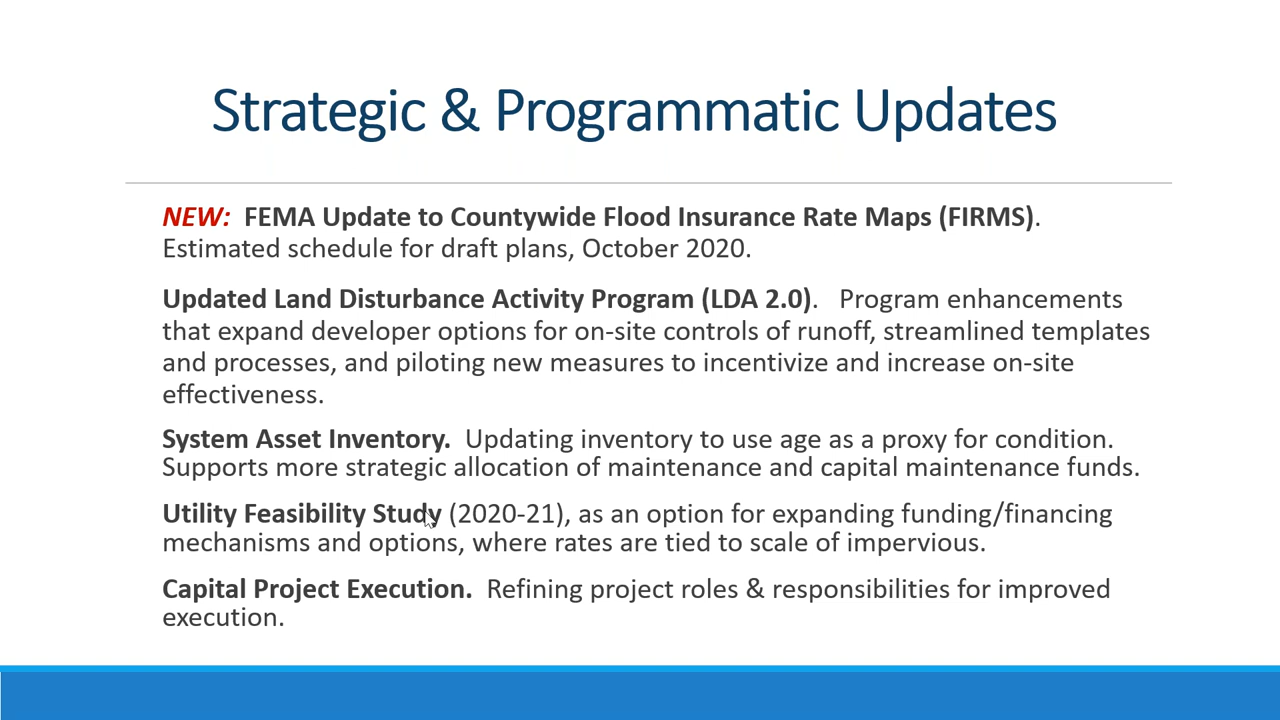 Strategic & Programmatic Updates
NEW: FEMA Update to Countywide Flood Insurance Rate Maps (FIRMS).
Estimated schedule for draft plans, October 2020.
Updated Land Disturbance Activity Program (LDA 2.0). Program enhancements
that expand developer options for on-site controls of runoff, streamlined templates
and processes, and piloting new measures to incentivize and increase on-site
effectiveness.
System Asset Inventory. Updating inventory to use age as a proxy for condition.
Supports more strategic allocation of maintenance and capital maintenance funds.
Utility Feasibility Study (2020-21), as an option for expanding funding/financing
mechanisms and options, where rates are tied to scale of impervious.
Capital Project Execution. Refining project roles & responsibilities for improved
execution.